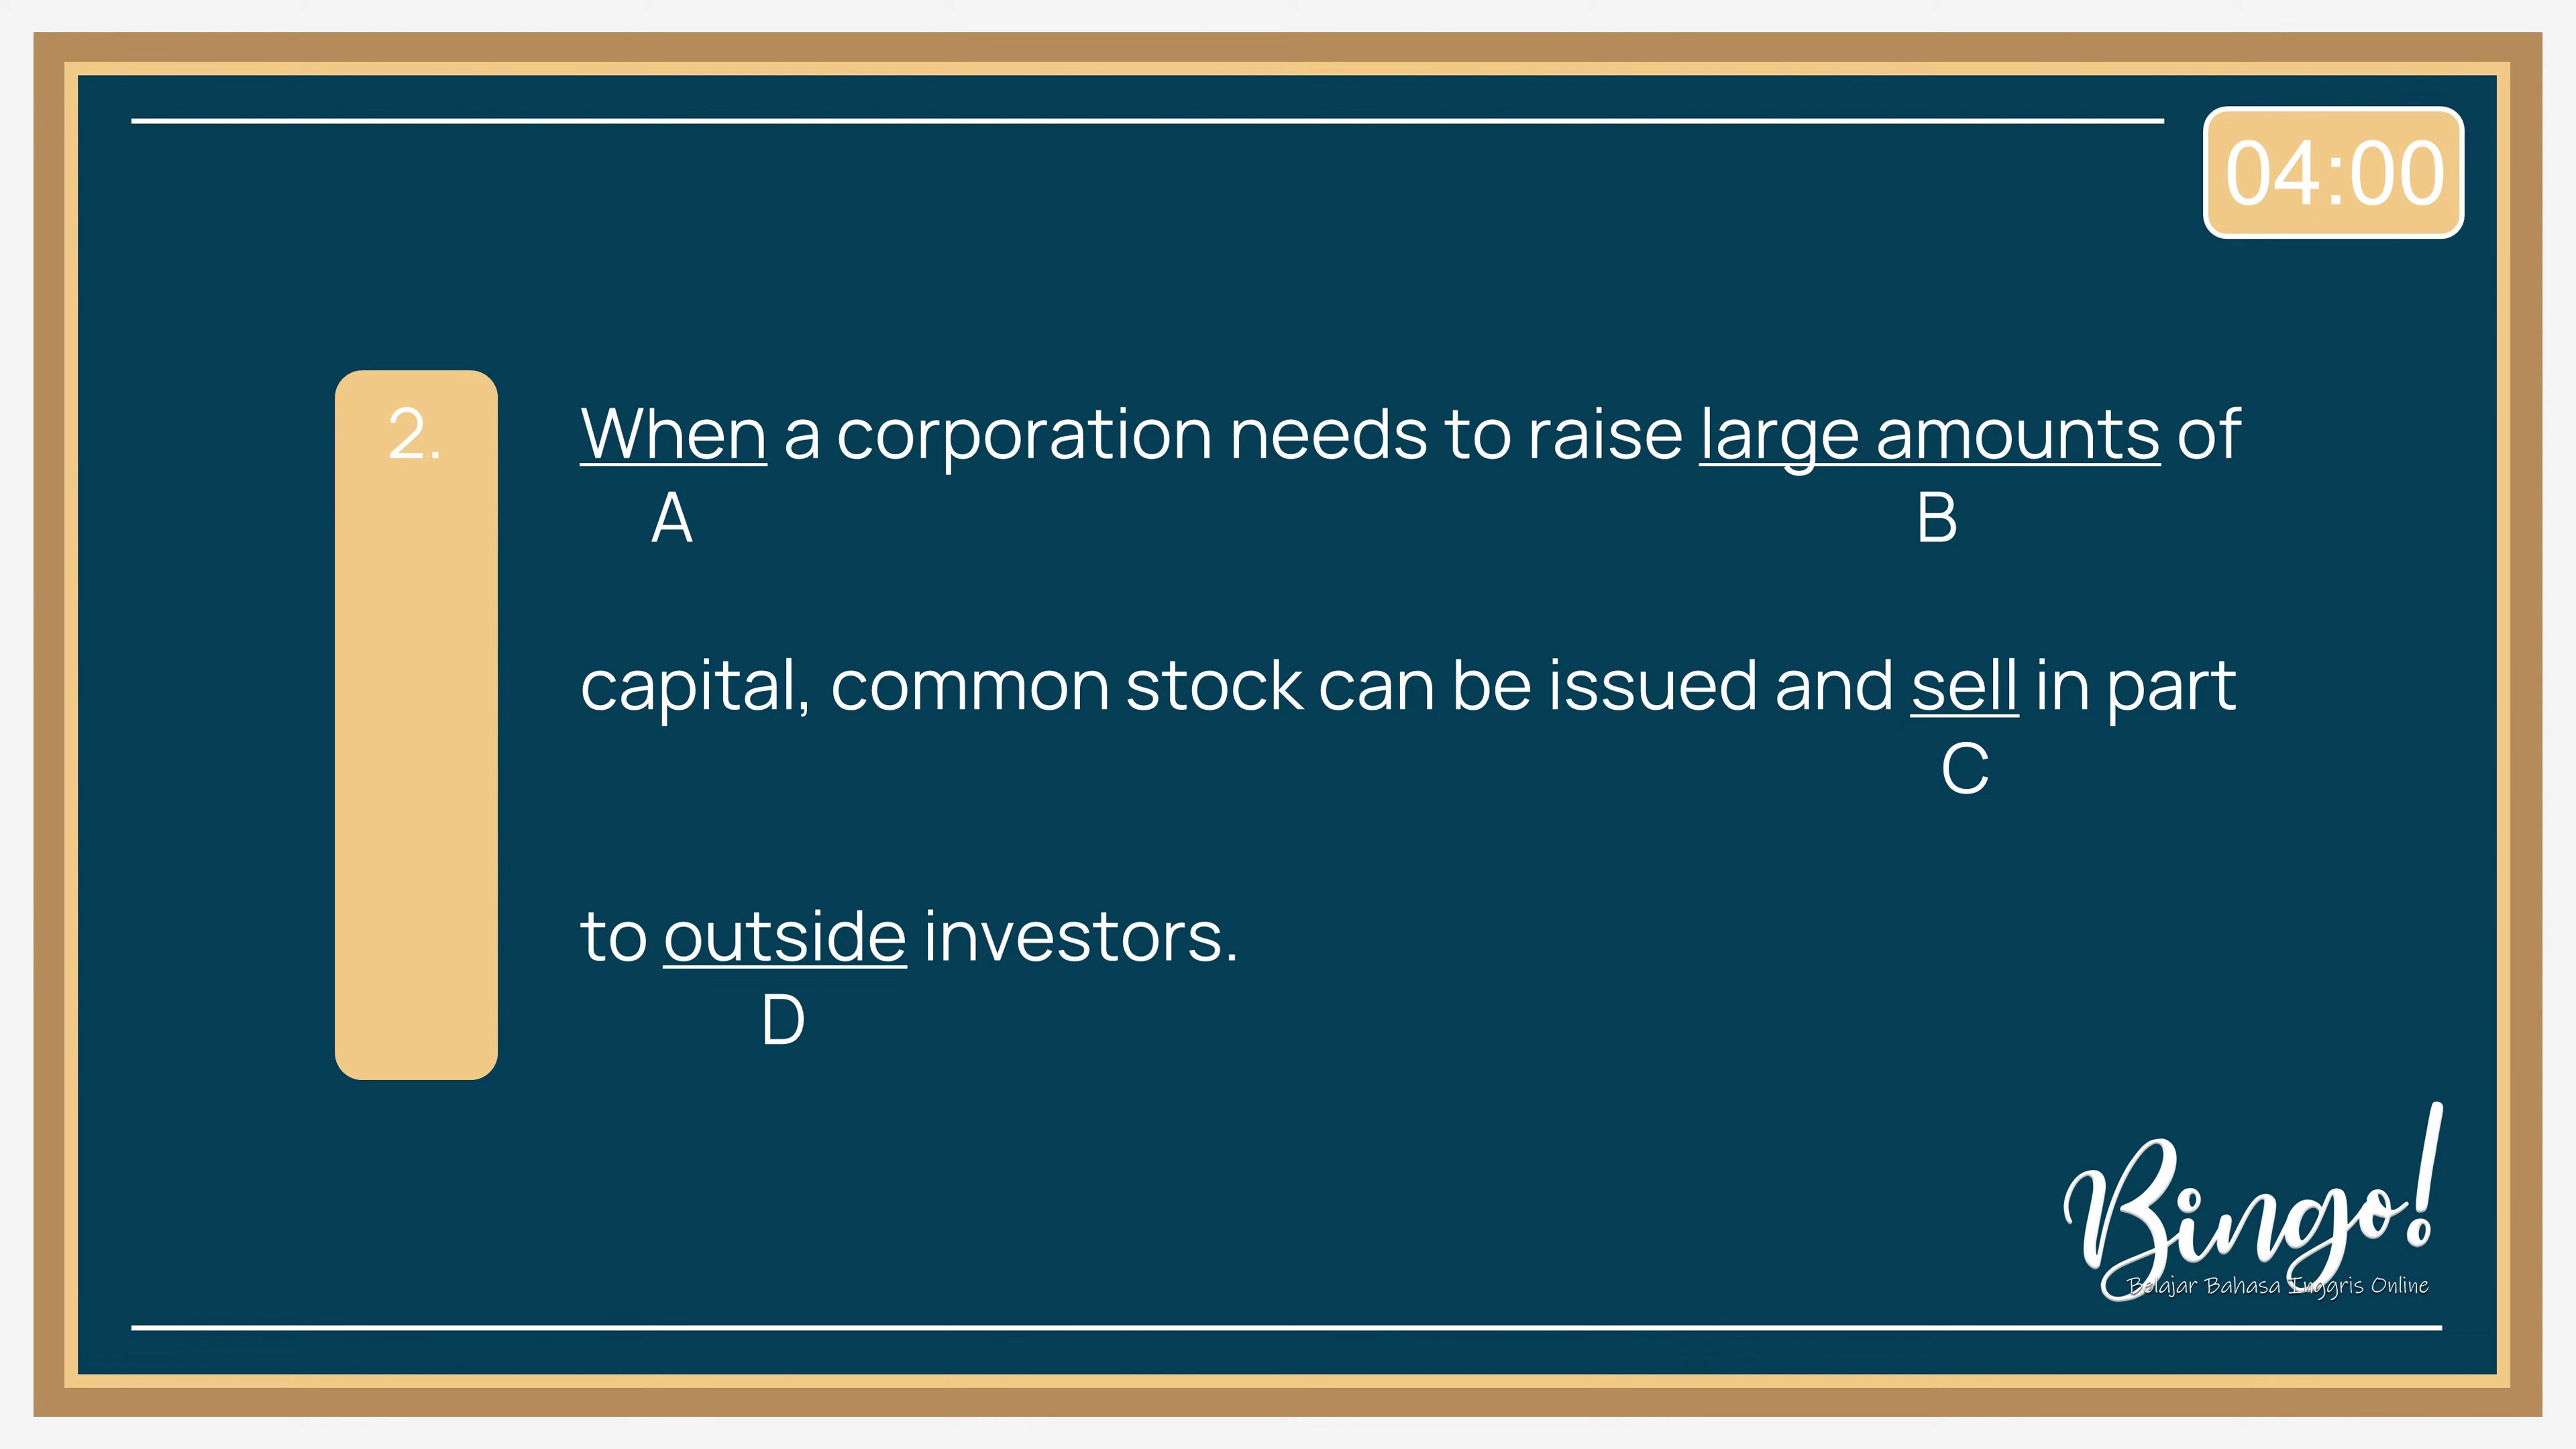 04:00
2.
When a corporation needs to raise large amounts of
A B
capital, common stock can be issued and sell in part
C
to outside investors.
D
Bingo!
Belajar Bahasa Inggris Online